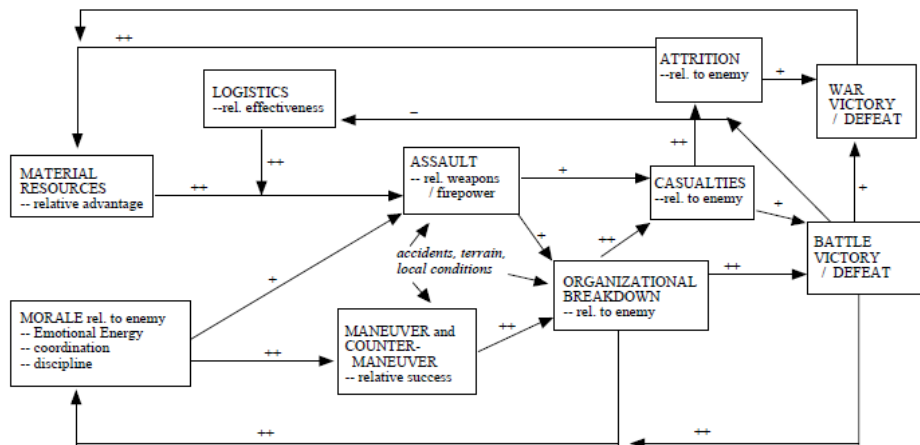 ++
ATTRITION
--rel. to enemy
+
WAR
VICTORY
/ DEFEAT
LOGISTICS
--rel. effectiveness
–
++
++
+
MATERIAL
RESOURCES
-- relative advantage
++
ASSAULT
-- rel. weapons
/ firepower
+
CASUALTIES
--rel. to enemy
+
BATTLE
VICTORY
/ DEFEAT
+
accidents, terrain,
local conditions
++
ORGANIZATIONAL
BREAKDOWN
-- rel. to enemy
++
+
MORALE rel. to enemy
-- Emotional Energy
-- coordination
-- discipline
++
MANEUVER and
COUNTER-
MANEUVER
-- relative success
++
++
++